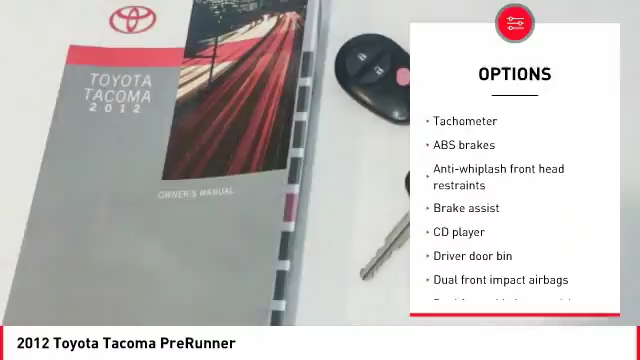 TOYOTA
TACOMA
2012
OWNER'S MANUAL
OPTIONS
Tachometer
ABS brakes
Anti-whiplash front head
restraints
Brake assist
CD player
Driver door bin
Dual front impact airbags
2012 Toyota Tacoma PreRunner